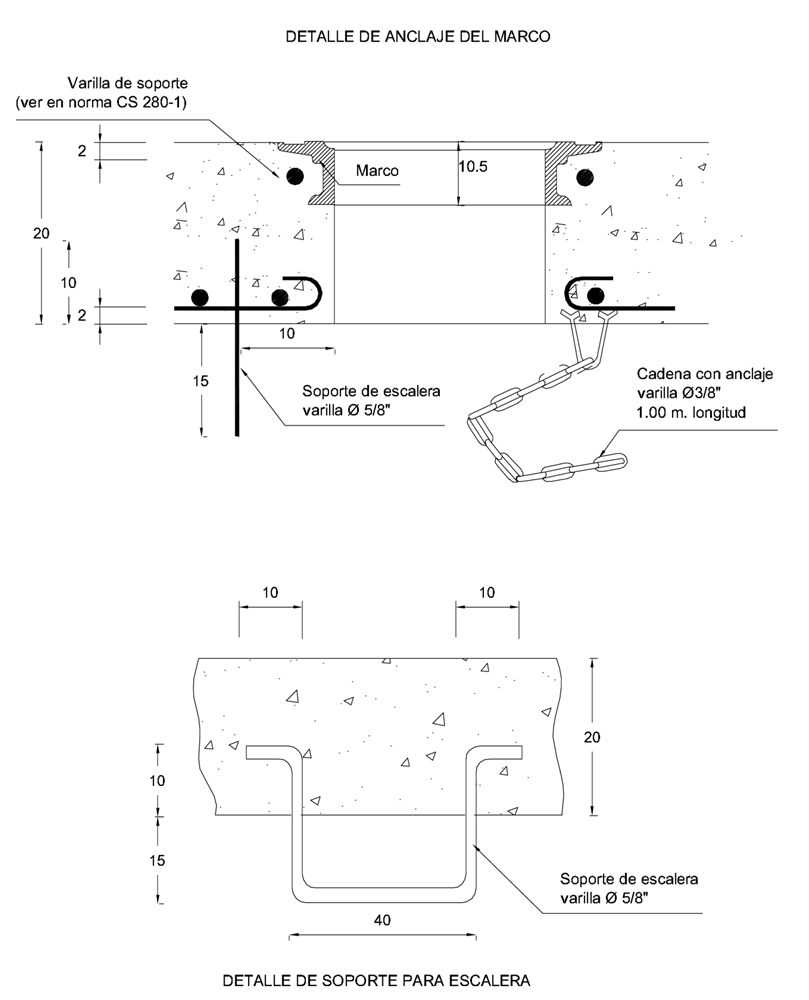 DETALLE DE ANCLAJE DEL MARCO
Varilla de soporte
(ver en norma CS 280-1)
2
Marco
10.5
20
10
2
10
15
Soporte de escalera
varilla Ø 5/8"
Cadena con anclaje
varilla Ø3/8"
1.00 m. longitud
10
10
20
10
15
Soporte de escalera
varilla Ø 5/8"
40
DETALLE DE SOPORTE PARA ESCALERA